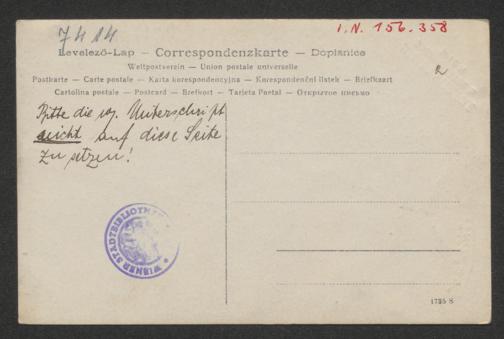 7414
I.N. 156.358
Levelező-Lap — Correspondenzkarte — Dopisnice
Weltpostverein — Union postale universelle
Postkarte — Carte postale — Karta korespondencyjna — Korespondenční lístek — Briefkaart
Cartolina postale — Postcard — Brefkort — Tarjeta Postal — Открытое письмо
Bitte die Unterschrift
nicht auf diese Seite
zu setzen!
WIENER STADTBIBLIOTHEK
1735 S